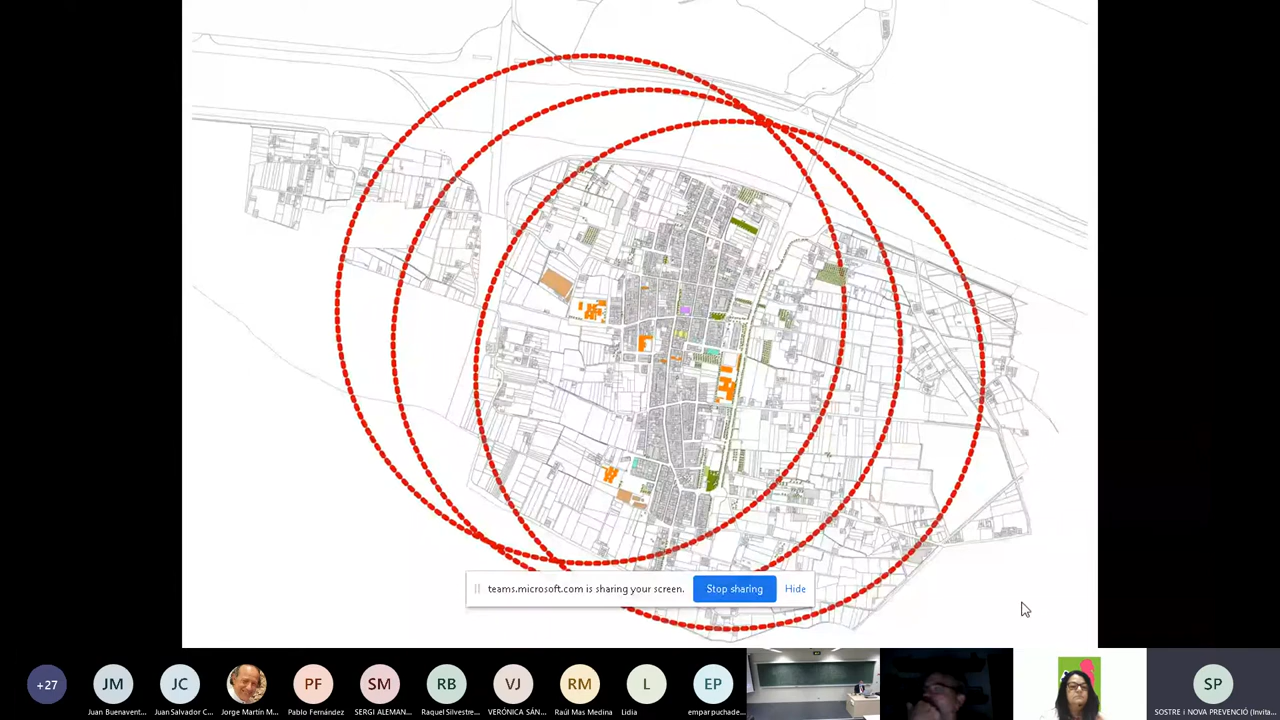 teams.microsoft.com is sharing your screen.
Stop sharing
Hide
+27
JM
JC
PF
SM
RB
VJ
RM
L
EP
SP
Juan Buenavent...
Juan Salvador C...
Jorge Martín M...
Pablo Fernández
SERGI ALEMAN...
Raquel Silvestre...
VERÓNICA SÁN...
Raúl Mas Medina
Lidia
empar puchade...
SOSTRE i NOVA PREVENCIÓ (Invita...